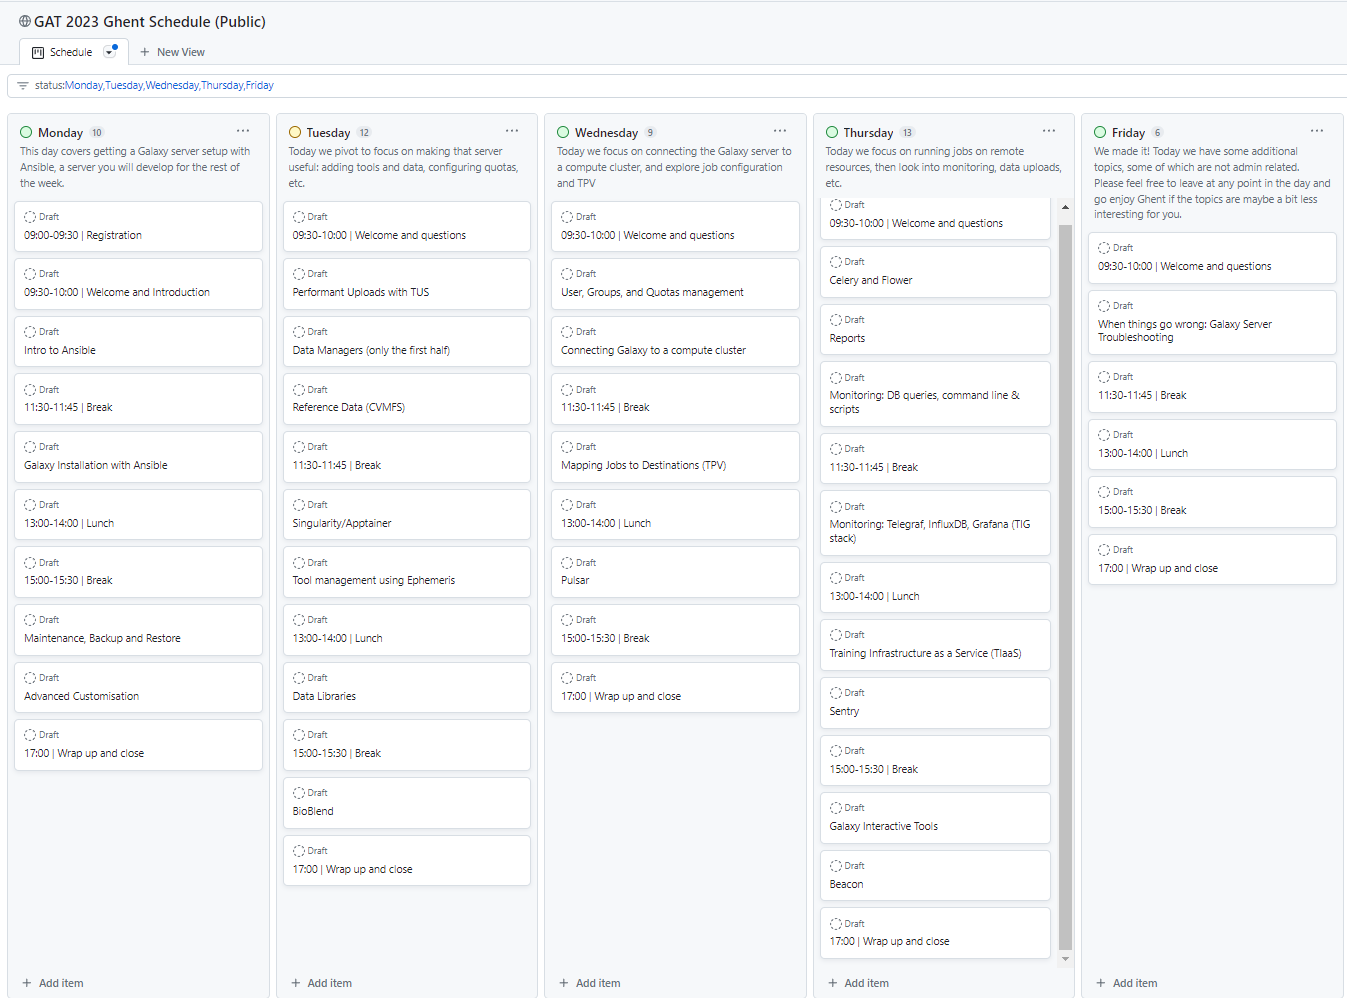 GAT 2023 Ghent Schedule (Public)
Schedule
New View
status:Monday,Tuesday,Wednesday,Thursday,Friday
Monday 10
This day covers getting a Galaxy server setup with
Ansible, a server you will develop for the rest of
the week.
Draft
09:00-09:30 | Registration
Draft
09:30-10:00 | Welcome and Introduction
Draft
Intro to Ansible
Draft
11:30-11:45 | Break
Draft
Galaxy Installation with Ansible
Draft
13:00-14:00 | Lunch
Draft
15:00-15:30 | Break
Draft
Maintenance, Backup and Restore
Draft
Advanced Customisation
Draft
17:00 | Wrap up and close
Add item
Tuesday 12
Today we pivot to focus on making that server
useful: adding tools and data, configuring quotas,
etc.
Draft
09:30-10:00 | Welcome and questions
Draft
Performant Uploads with TUS
Draft
Data Managers (only the first half)
Draft
Reference Data (CVMFS)
Draft
11:30-11:45 | Break
Draft
Singularity/Apptainer
Draft
Tool management using Ephemeris
Draft
13:00-14:00 | Lunch
Draft
Data Libraries
Draft
15:00-15:30 | Break
Draft
BioBlend
Draft
17:00 | Wrap up and close
Add item
Wednesday 9
Today we focus on connecting the Galaxy server to
a compute cluster, and explore job configuration
and TPV
Draft
09:30-10:00 | Welcome and questions
Draft
User, Groups, and Quotas management
Draft
Connecting Galaxy to a compute cluster
Draft
11:30-11:45 | Break
Draft
Mapping Jobs to Destinations (TPV)
Draft
13:00-14:00 | Lunch
Draft
Pulsar
Draft
15:00-15:30 | Break
Draft
17:00 | Wrap up and close
Add item
Thursday 13
Today we focus on running jobs on remote
resources, then look into monitoring, data uploads,
etc.
Draft
09:30-10:00 | Welcome and questions
Draft
Celery and Flower
Draft
Reports
Draft
Monitoring: DB queries, command line &
scripts
Draft
11:30-11:45 | Break
Draft
Monitoring: Telegraf, InfluxDB, Grafana (TIG
stack)
Draft
13:00-14:00 | Lunch
Draft
Training Infrastructure as a Service (TIaaS)
Draft
Sentry
Draft
15:00-15:30 | Break
Draft
Galaxy Interactive Tools
Draft
Beacon
Draft
17:00 | Wrap up and close
Add item
Friday 6
We made it! Today we have some additional
topics, some of which are not admin related.
Please feel free to leave at any point in the day and
go enjoy Ghent if the topics are maybe a bit less
interesting for you.
Draft
09:30-10:00 | Welcome and questions
Draft
When things go wrong: Galaxy Server
Troubleshooting
Draft
11:30-11:45 | Break
Draft
13:00-14:00 | Lunch
Draft
15:00-15:30 | Break
Draft
17:00 | Wrap up and close
Add item